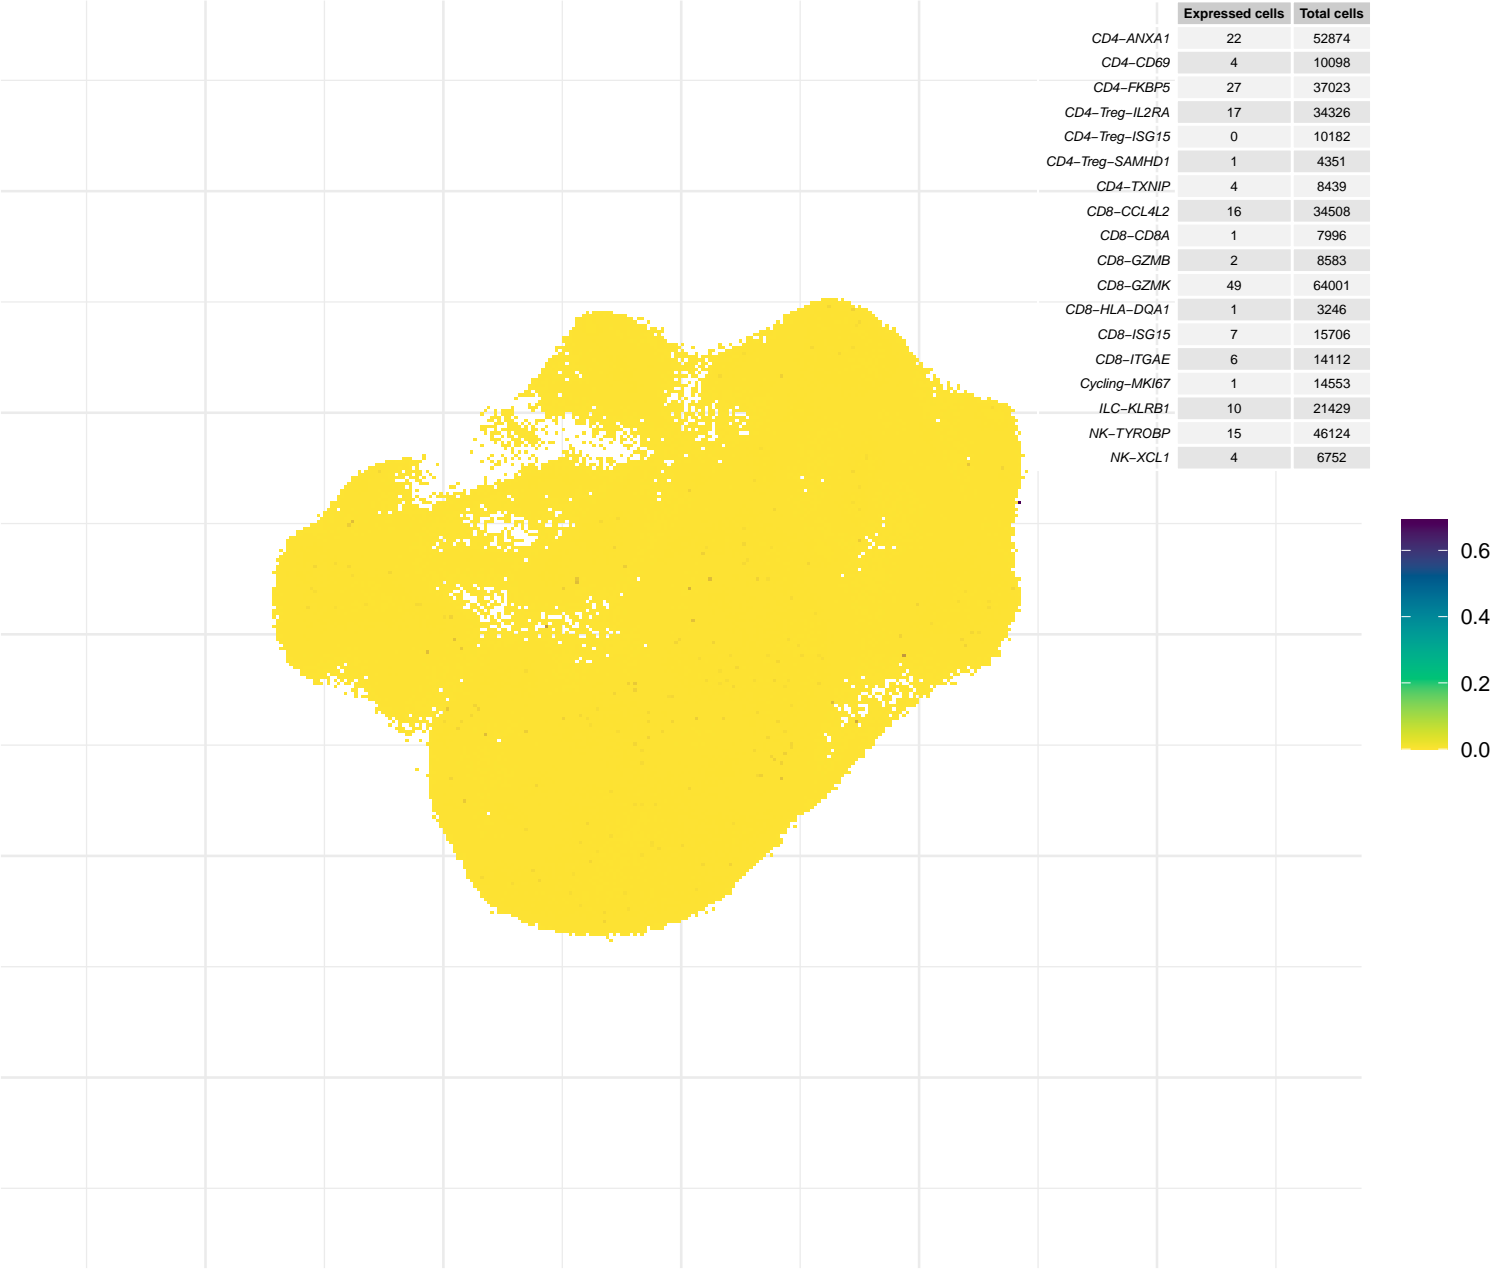 Expressed cells Total cells
CD4−ANXA1 22 52874
CD4−CD69 4 10098
CD4−FKBP5 27 37023
CD4−Treg−IL2RA 17 34326
CD4−Treg−ISG15 0 10182
CD4−Treg−SAMHD1 1 4351
CD4−TXNIP 4 8439
CD8−CCL4L2 16 34508
CD8−CD8A 1 7996
CD8−GZMB 2 8583
CD8−GZMK 49 64001
CD8−HLA−DQA1 1 3246
CD8−ISG15 7 15706
CD8−ITGAE 6 14112
Cycling−MKI67 1 14553
ILC−KLRB1 10 21429
NK−TYROBP 15 46124
NK−XCL1 4 6752
0.6
0.4
0.2
0.0